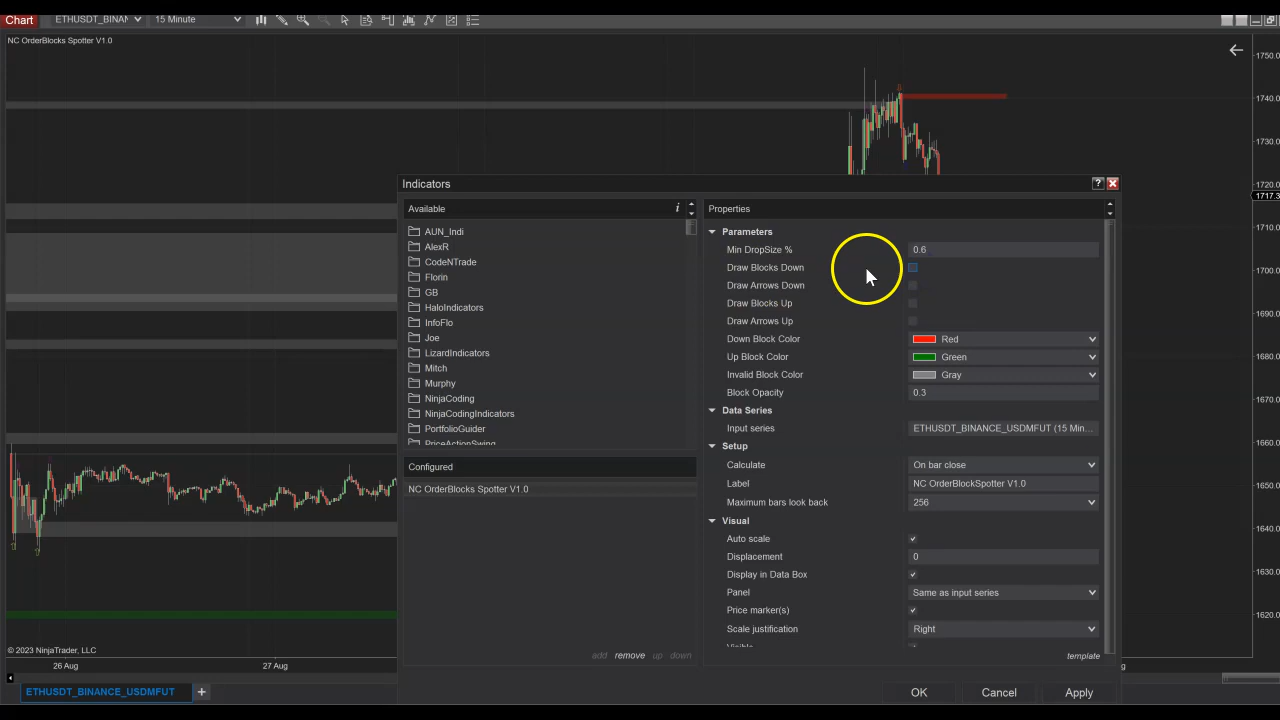 Chart
ETHUSDT_BINAN
15 Minute
NC OrderBlocks Spotter V1.0
1750.
1740.0
1730.0
1720.0
1717.3
1710.0
1700.0
1690.0
1680.0
1670.0
1660.0
1650.0
1640.0
1630.0
1620.0
Indicators
?
Available
i
AUN_Indi
AlexR
CodeNTrade
Florin
GB
HaloIndicators
InfoFlo
Joe
LizardIndicators
Mitch
Murphy
NinjaCoding
NinjaCodingIndicators
PortfolioGuider
PriceActionSwing
Configured
NC OrderBlocks Spotter V1.0
add remove up down
Properties
Parameters
Min DropSize % 0.6
Draw Blocks Down
Draw Arrows Down
Draw Blocks Up
Draw Arrows Up
Down Block Color Red
Up Block Color Green
Invalid Block Color Gray
Block Opacity 0.3
Data Series
Input series ETHUSDT_BINANCE_USDMFUT (15 Min...
Setup
Calculate On bar close
Label NC OrderBlockSpotter V1.0
Maximum bars look back 256
Visual
Auto scale
Displacement 0
Display in Data Box
Panel Same as input series
Price marker(s)
Scale justification Right
Visible
template
OK Cancel Apply
© 2023 NinjaTrader, LLC
26 Aug
27 Aug
ETHUSDT_BINANCE_USDMFUT
+